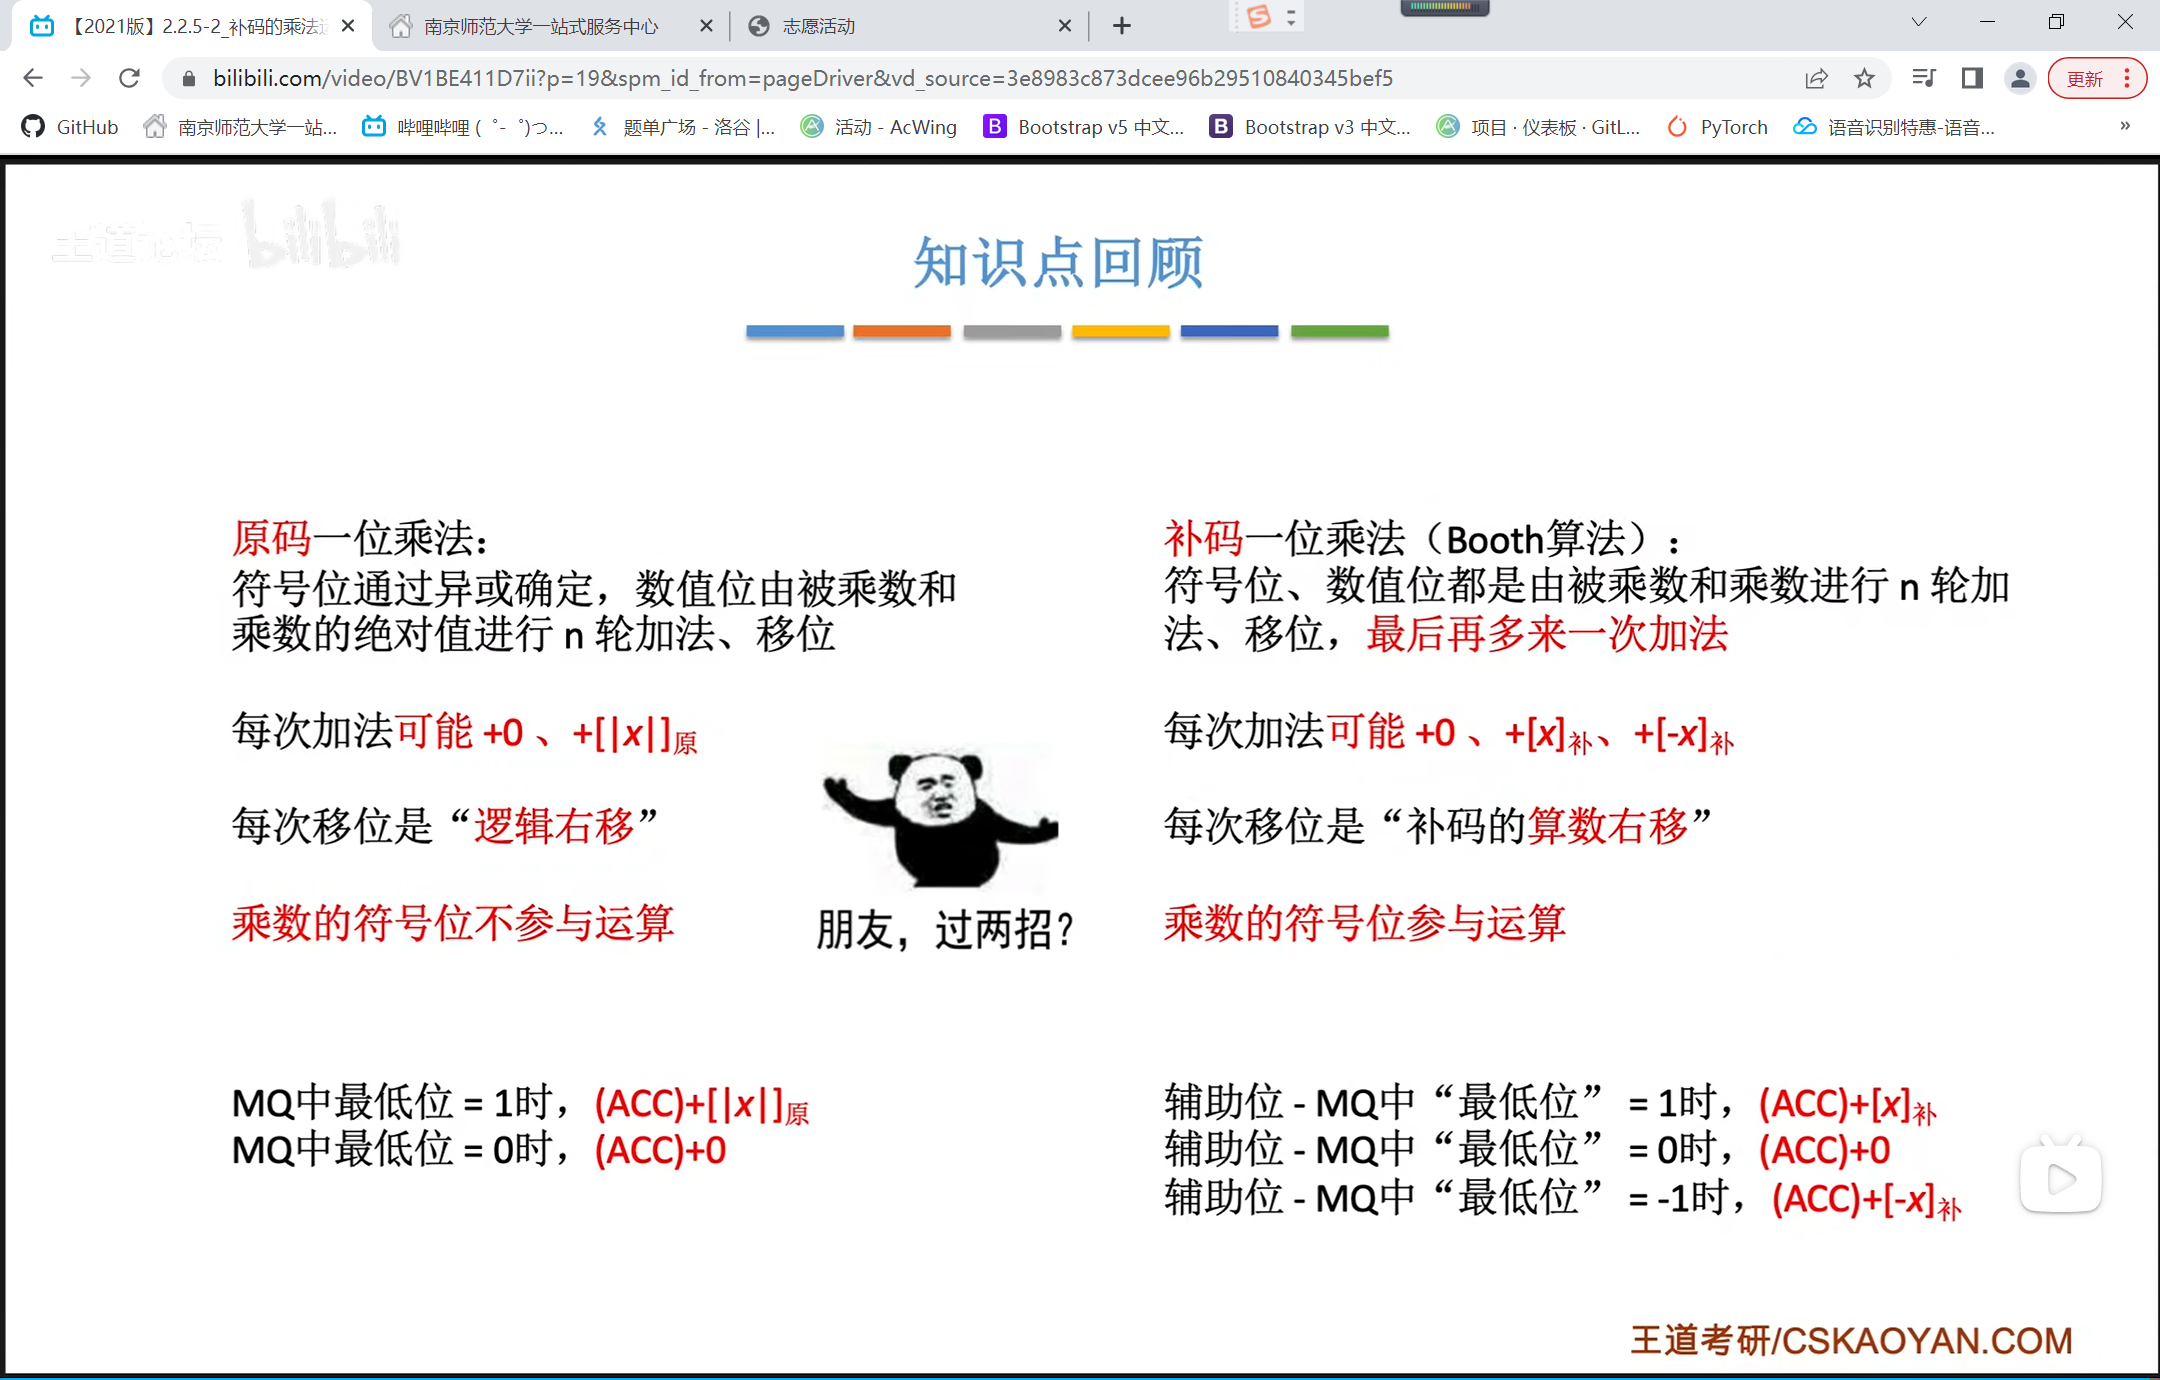 【2021版】2.2.5-2_补码的乘法运
南京师范大学一站式服务中心
志愿活动
bilibili.com/video/BV1BE411D7ii?p=19&spm_id_from=pageDriver&vd_source=3e8983c873dcee96b29510840345bef5
更新
GitHub
南京师范大学一站...
哔哩哔哩 (゜-゜)つ...
题单广场 - 洛谷 |...
活动 - AcWing
Bootstrap v5 中文...
Bootstrap v3 中文...
项目 · 仪表板 · GitL...
PyTorch
语音识别特惠-语音...
»
王道论坛 bilibili
知识点回顾
原码一位乘法：
符号位通过异或确定，数值位由被乘数和
乘数的绝对值进行 n 轮加法、移位
每次加法可能 +0 、+[|x|]原
每次移位是“逻辑右移”
乘数的符号位不参与运算
MQ中最低位 = 1时，(ACC)+[|x|]原
MQ中最低位 = 0时，(ACC)+0
朋友，过两招?
补码一位乘法（Booth算法）：
符号位、数值位都是由被乘数和乘数进行 n 轮加
法、移位，最后再多来一次加法
每次加法可能 +0 、+[x]补、+[-x]补
每次移位是“补码的算数右移”
乘数的符号位参与运算
辅助位 - MQ中“最低位” = 1时，(ACC)+[x]补
辅助位 - MQ中“最低位” = 0时，(ACC)+0
辅助位 - MQ中“最低位” = -1时，(ACC)+[-x]补
王道考研/CSKAOYAN.COM